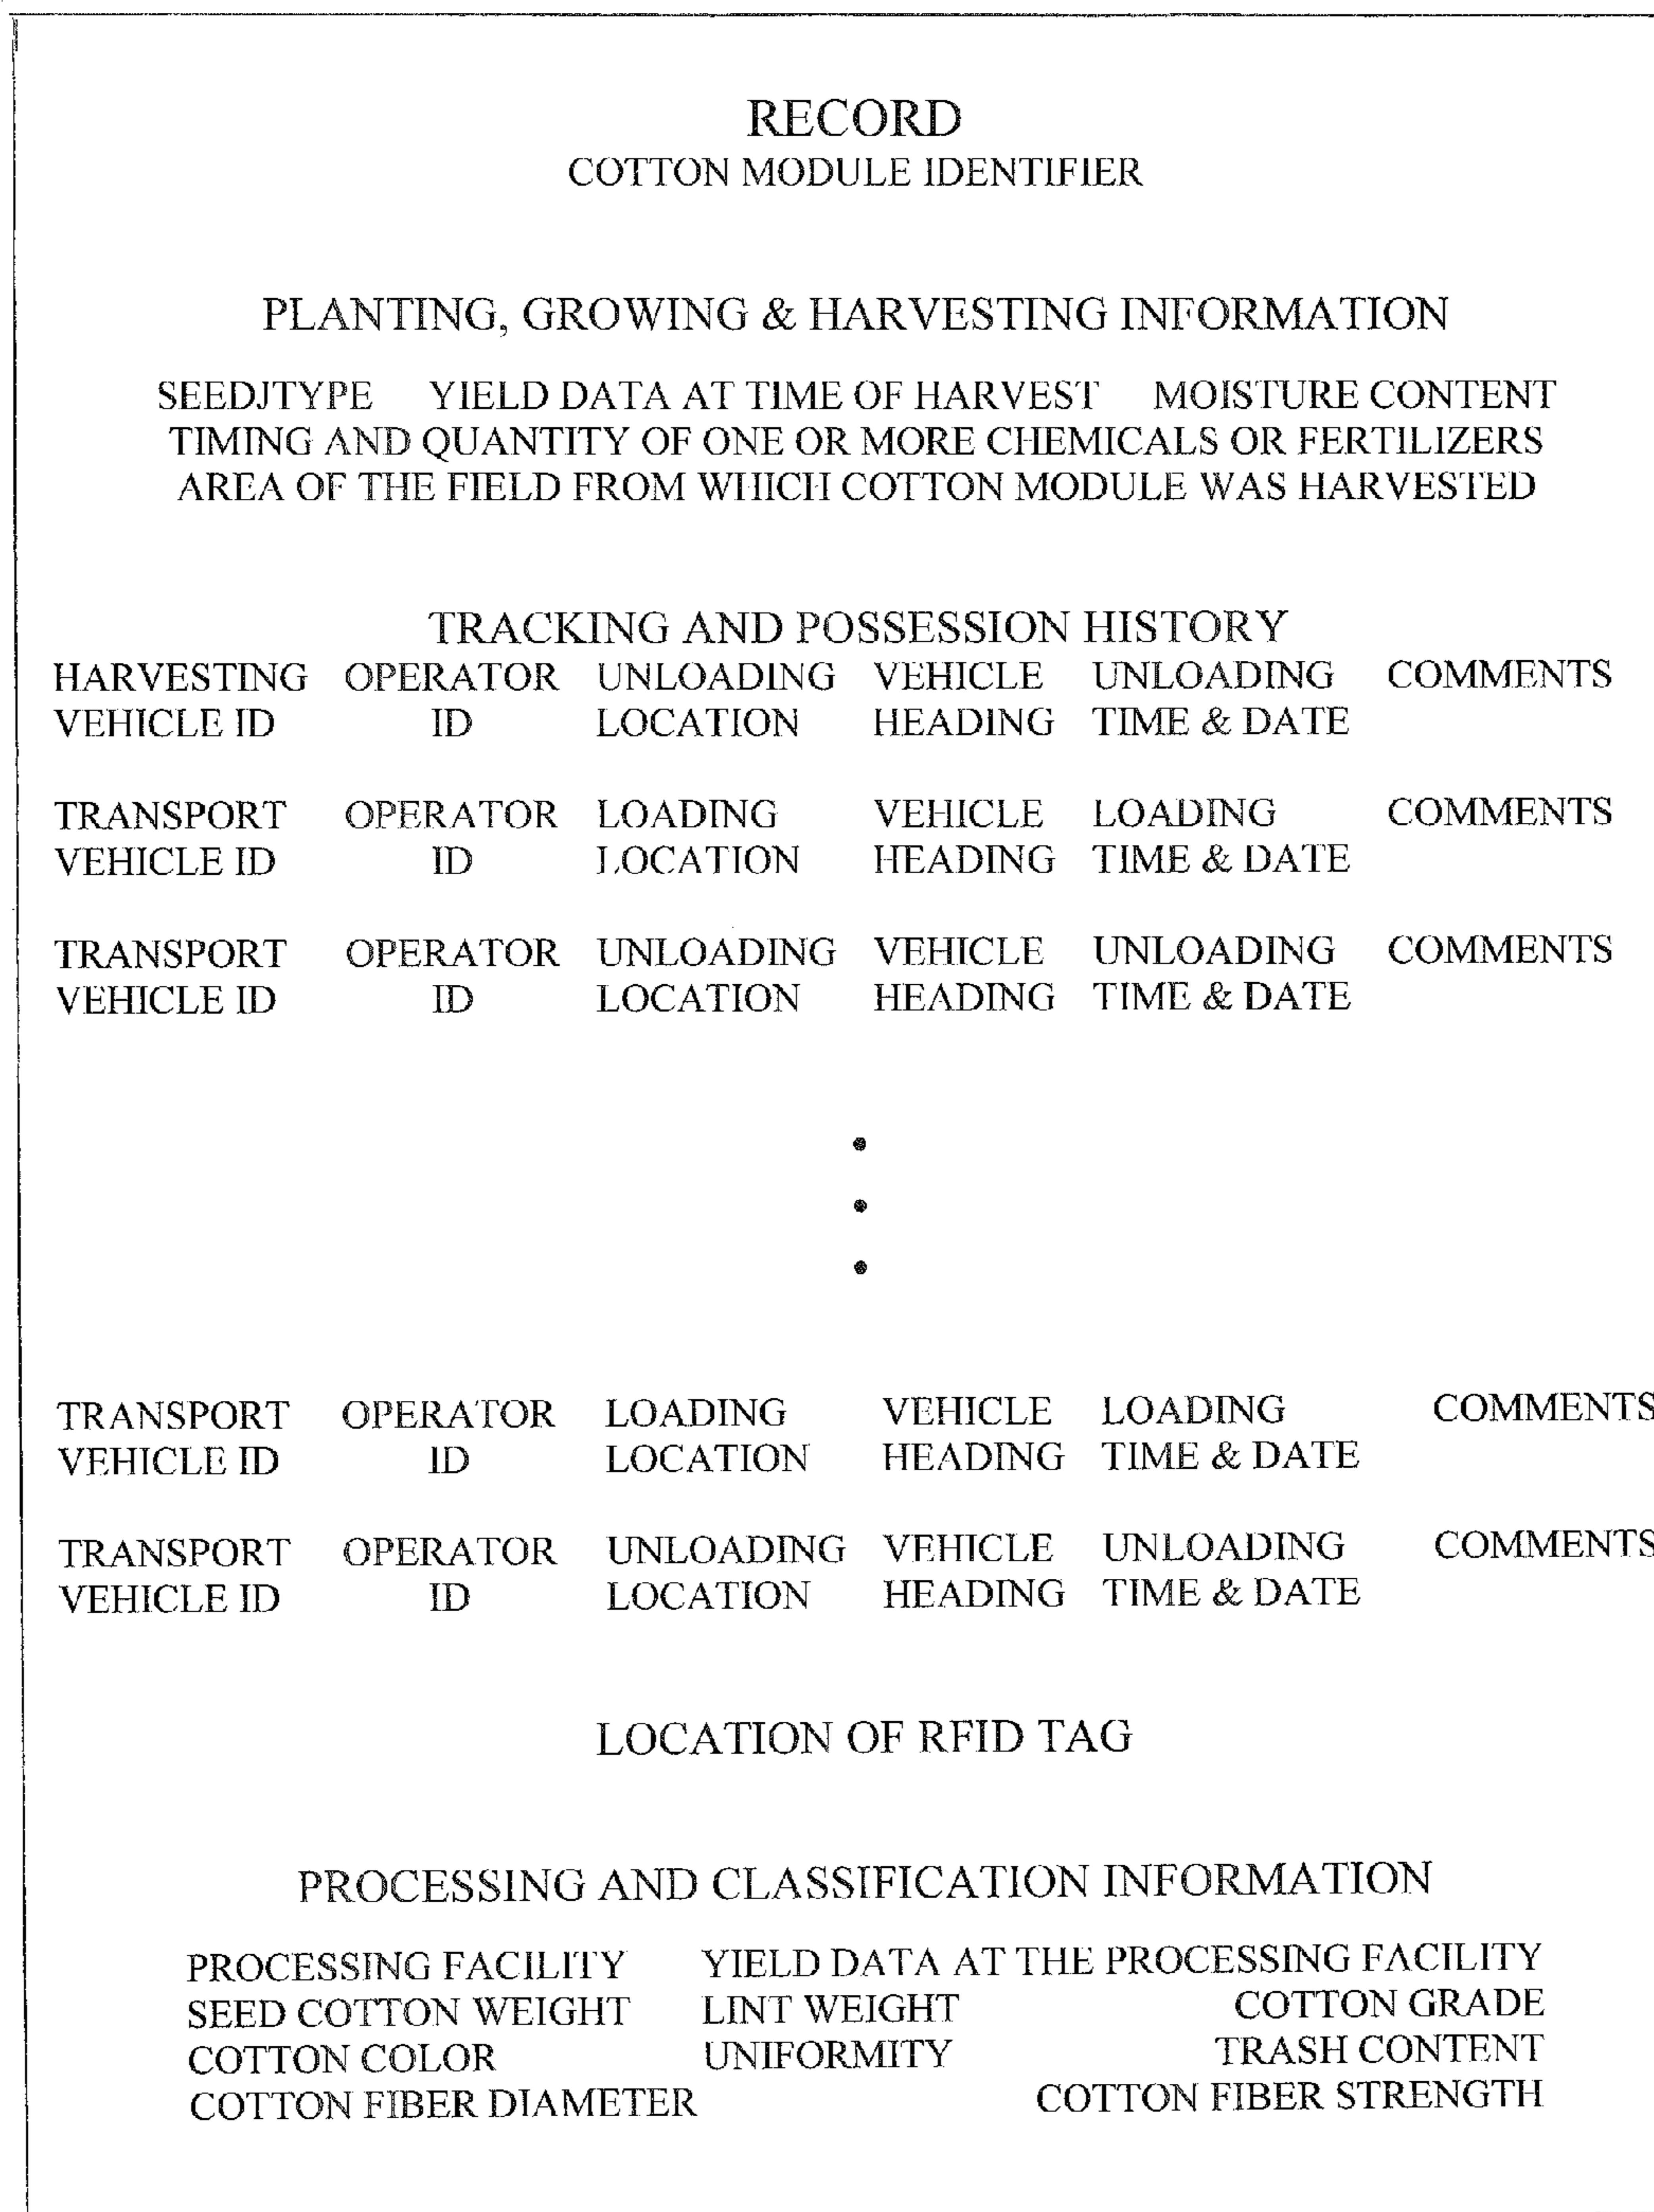 RECORD
COTTON MODULE IDENTIFIER
PLANTING, GROWING & HARVESTING INFORMATION
SEEDJTYPE YIELD DATA AT TIME OF HARVEST MOISTURE CONTENT
TIMING AND QUANTITY OF ONE OR MORE CHEMICALS OR FERTILIZERS
AREA OF THE FIELD FROM WHICH COTTON MODULE WAS HARVESTED
TRACKING AND POSSESSION HISTORY
HARVESTING OPERATOR UNLOADING VEHICLE UNLOADING COMMENTS
VEHICLE ID ID LOCATION HEADING TIME & DATE
TRANSPORT OPERATOR LOADING VEHICLE LOADING COMMENTS
VEHICLE ID ID LOCATION HEADING TIME & DATE
TRANSPORT OPERATOR UNLOADING VEHICLE UNLOADING COMMENTS
VEHICLE ID ID LOCATION HEADING TIME & DATE
TRANSPORT OPERATOR LOADING VEHICLE LOADING COMMENTS
VEHICLE ID ID LOCATION HEADING TIME & DATE
TRANSPORT OPERATOR UNLOADING VEHICLE UNLOADING COMMENTS
VEHICLE ID ID LOCATION HEADING TIME & DATE
LOCATION OF RFID TAG
PROCESSING AND CLASSIFICATION INFORMATION
PROCESSING FACILITY YIELD DATA AT THE PROCESSING FACILITY
SEED COTTON WEIGHT LINT WEIGHT COTTON GRADE
COTTON COLOR UNIFORMITY TRASH CONTENT
COTTON FIBER DIAMETER COTTON FIBER STRENGTH